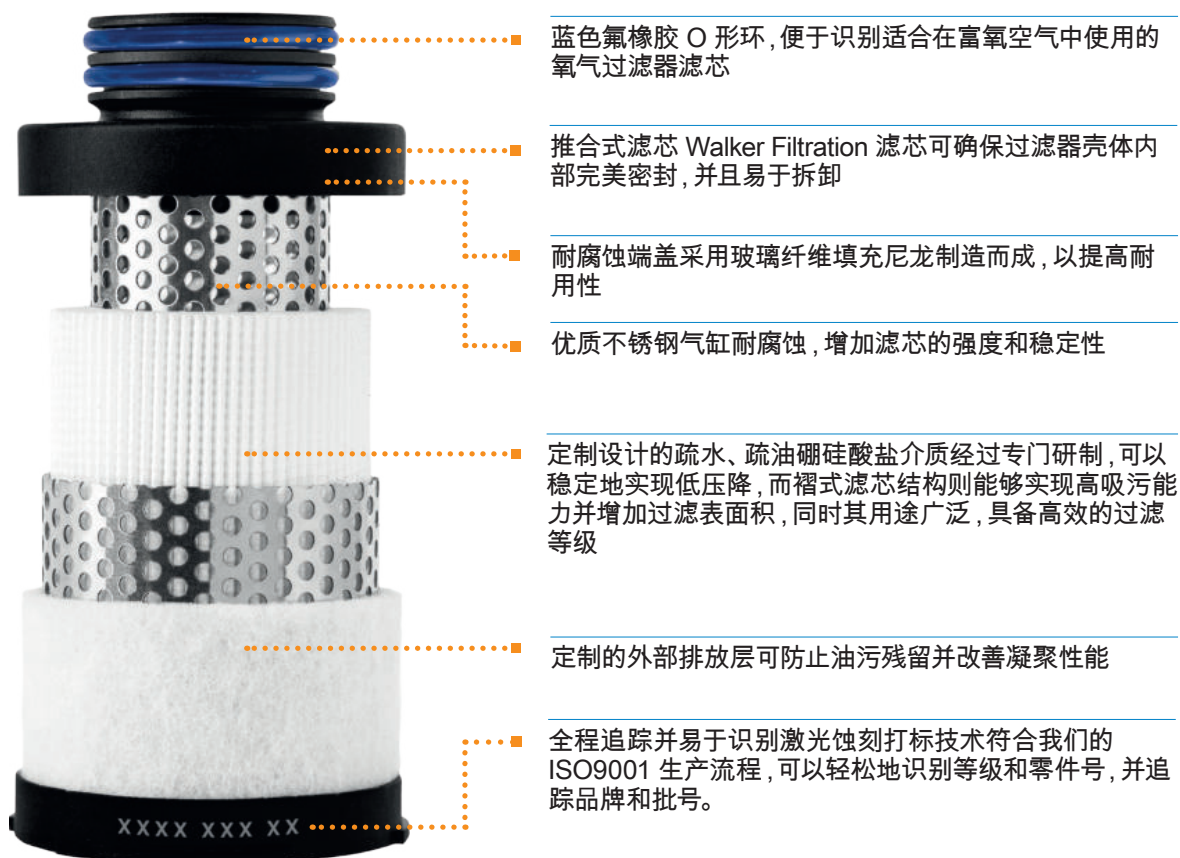 蓝色氟橡胶 O 形环,便于识别适合在富氧空气中使用的
氧气过滤器滤芯
推合式滤芯 Walker Filtration 滤芯可确保过滤器壳体内
部完美密封,并且易于拆卸
耐腐蚀端盖采用玻璃纤维填充尼龙制造而成,以提高耐
用性
优质不锈钢气缸耐腐蚀,增加滤芯的强度和稳定性
定制设计的疏水、疏油硼硅酸盐介质经过专门研制,可以
稳定地实现低压降,而褶式滤芯结构则能够实现高吸污能
力并增加过滤表面积,同时其用途广泛,具备高效的过滤
等级
定制的外部排放层可防止油污残留并改善凝聚性能
全程追踪并易于识别激光蚀刻打标技术符合我们的
ISO9001 生产流程,可以轻松地识别等级和零件号,并追
踪品牌和批号。
XXXX XXX XX